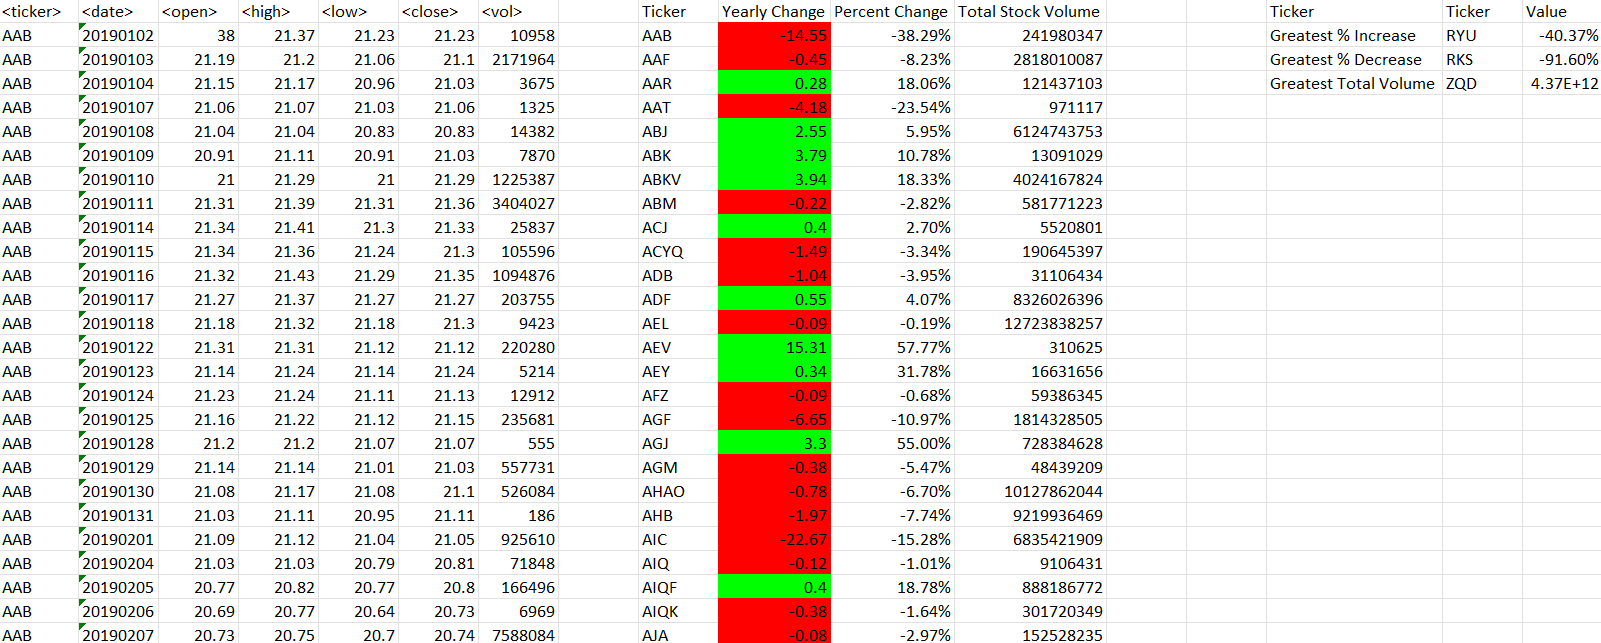 <ticker> <date> <open> <high> <low> <close> <vol> Ticker Yearly Change Percent Change Total Stock Volume Ticker Ticker Value
AAB 20190102 38 21.37 21.23 21.23 10958 AAB -14.55 -38.29% 241980347 Greatest % Increase RYU -40.37%
AAB 20190103 21.19 21.2 21.06 21.1 2171964 AAF -0.45 -8.23% 2818010087 Greatest % Decrease RKS -91.60%
AAB 20190104 21.15 21.17 20.96 21.03 3675 AAR 0.28 18.06% 121437103 Greatest Total Volume ZQD 4.37E+12
AAB 20190107 21.06 21.07 21.03 21.06 1325 AAT -4.18 -23.54% 971117
AAB 20190108 21.04 21.04 20.83 20.83 14382 ABJ 2.55 5.95% 6124743753
AAB 20190109 20.91 21.11 20.91 21.03 7870 ABK 3.79 10.78% 13091029
AAB 20190110 21 21.29 21 21.29 1225387 ABKV 3.94 18.33% 4024167824
AAB 20190111 21.31 21.39 21.31 21.36 3404027 ABM -0.22 -2.82% 581771223
AAB 20190114 21.34 21.41 21.3 21.33 25837 ACJ 0.4 2.70% 5520801
AAB 20190115 21.34 21.36 21.24 21.3 105596 ACYQ -1.49 -3.34% 190645397
AAB 20190116 21.32 21.43 21.29 21.35 1094876 ADB -1.04 -3.95% 31106434
AAB 20190117 21.27 21.37 21.27 21.27 203755 ADF 0.55 4.07% 8326026396
AAB 20190118 21.18 21.32 21.18 21.3 9423 AEL -0.09 -0.19% 12723838257
AAB 20190122 21.31 21.31 21.12 21.12 220280 AEV 15.31 57.77% 310625
AAB 20190123 21.14 21.24 21.14 21.24 5214 AEY 0.34 31.78% 16631656
AAB 20190124 21.23 21.24 21.11 21.13 12912 AFZ -0.09 -0.68% 59386345
AAB 20190125 21.16 21.22 21.12 21.15 235681 AGF -6.65 -10.97% 1814328505
AAB 20190128 21.2 21.2 21.07 21.07 555 AGJ 3.3 55.00% 728384628
AAB 20190129 21.14 21.14 21.01 21.03 557731 AGM -0.38 -5.47% 48439209
AAB 20190130 21.08 21.17 21.08 21.1 526084 AHAO -0.78 -6.70% 10127862044
AAB 20190131 21.03 21.11 20.95 21.11 186 AHB -1.97 -7.74% 9219936469
AAB 20190201 21.09 21.12 21.04 21.05 925610 AIC -22.67 -15.28% 6835421909
AAB 20190204 21.03 21.03 20.79 20.81 71848 AIQ -0.12 -1.01% 9106431
AAB 20190205 20.77 20.82 20.77 20.8 166496 AIQF 0.4 18.78% 888186772
AAB 20190206 20.69 20.77 20.64 20.73 6969 AIQK -0.38 -1.64% 301720349
AAB 20190207 20.73 20.75 20.7 20.74 7588084 AJA -0.08 -2.97% 152528235